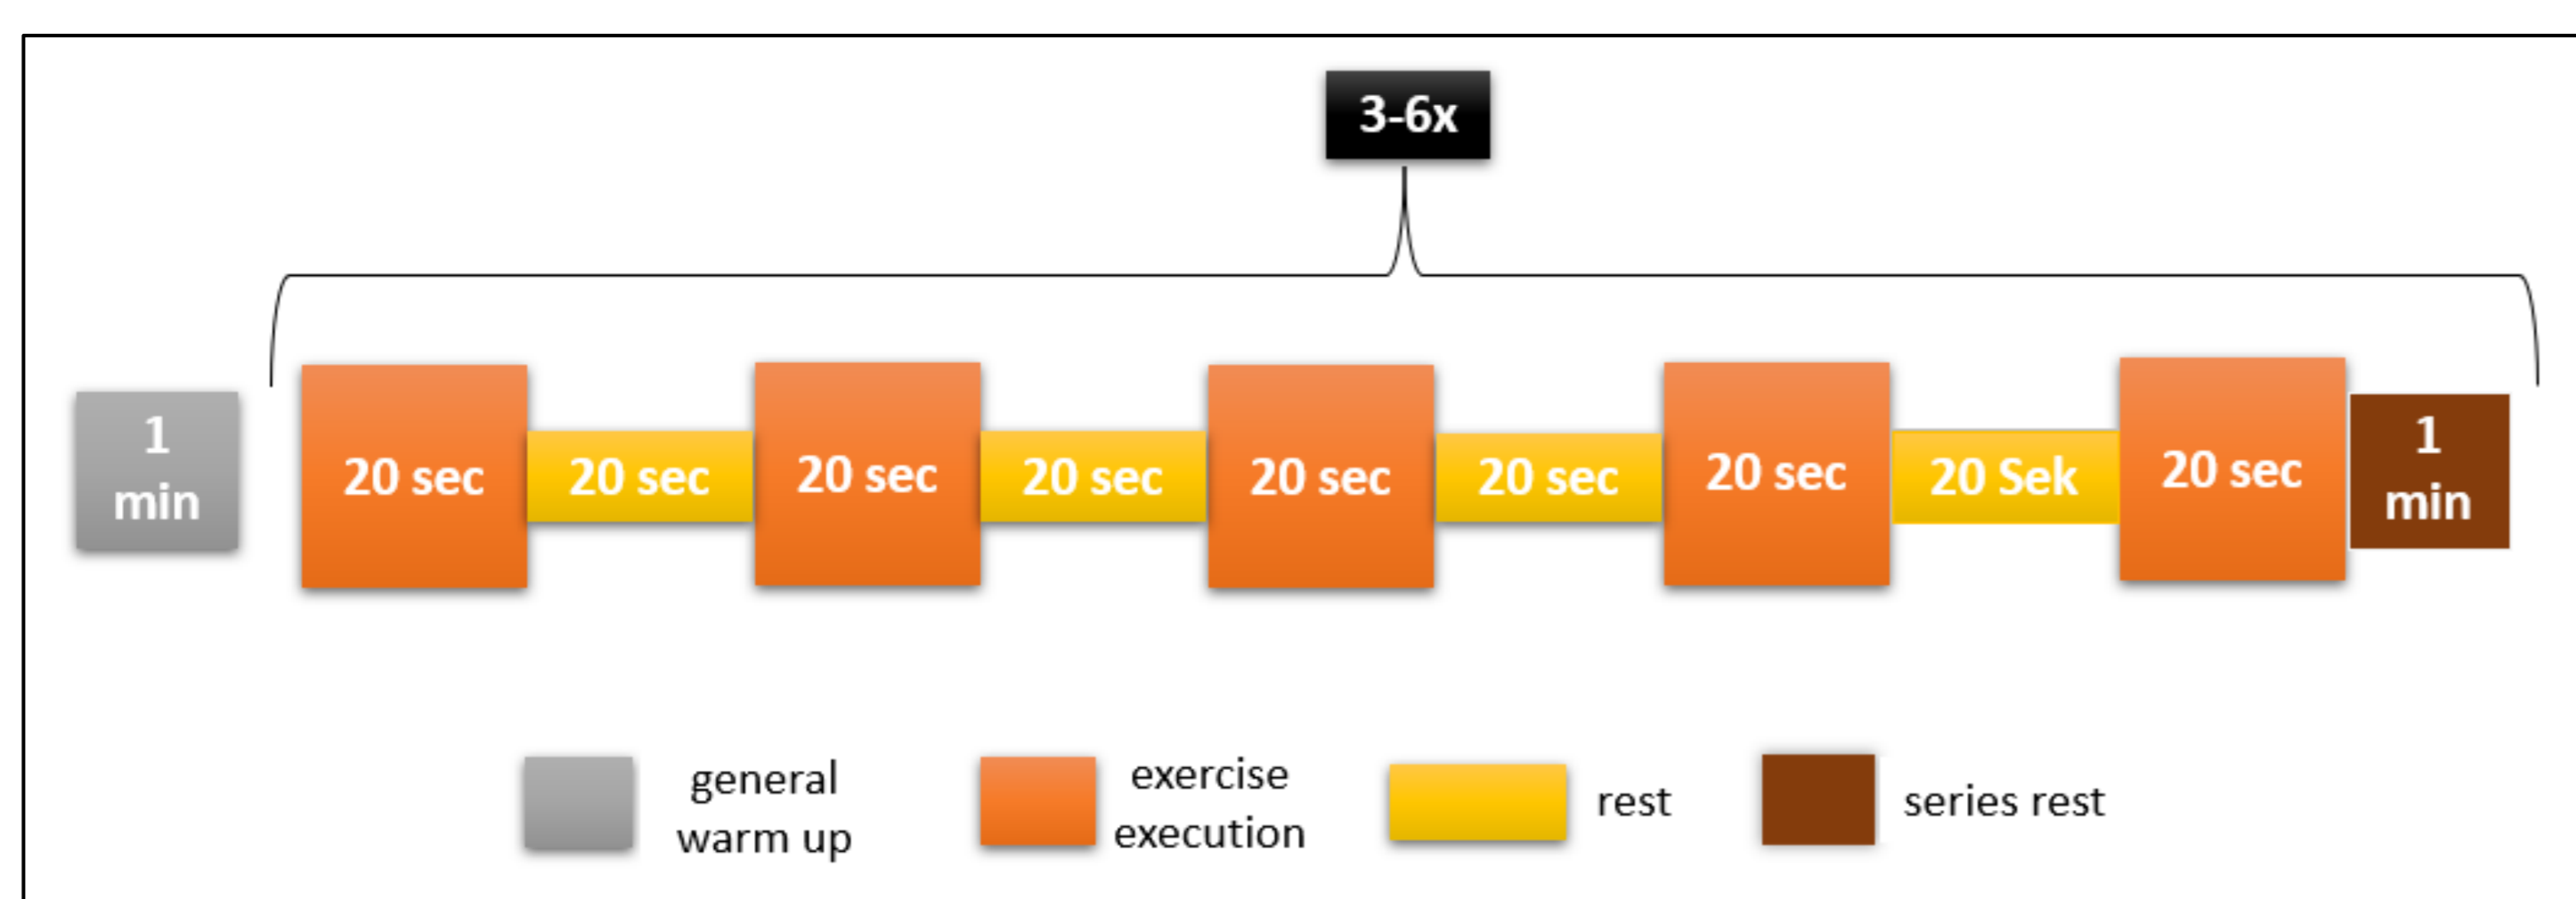 3-6x
1
min
20 sec
20 sec
20 sec
20 sec
20 sec
20 sec
20 sec
20 Sek
20 sec
1
min
general
warm up
exercise
execution
rest
series rest